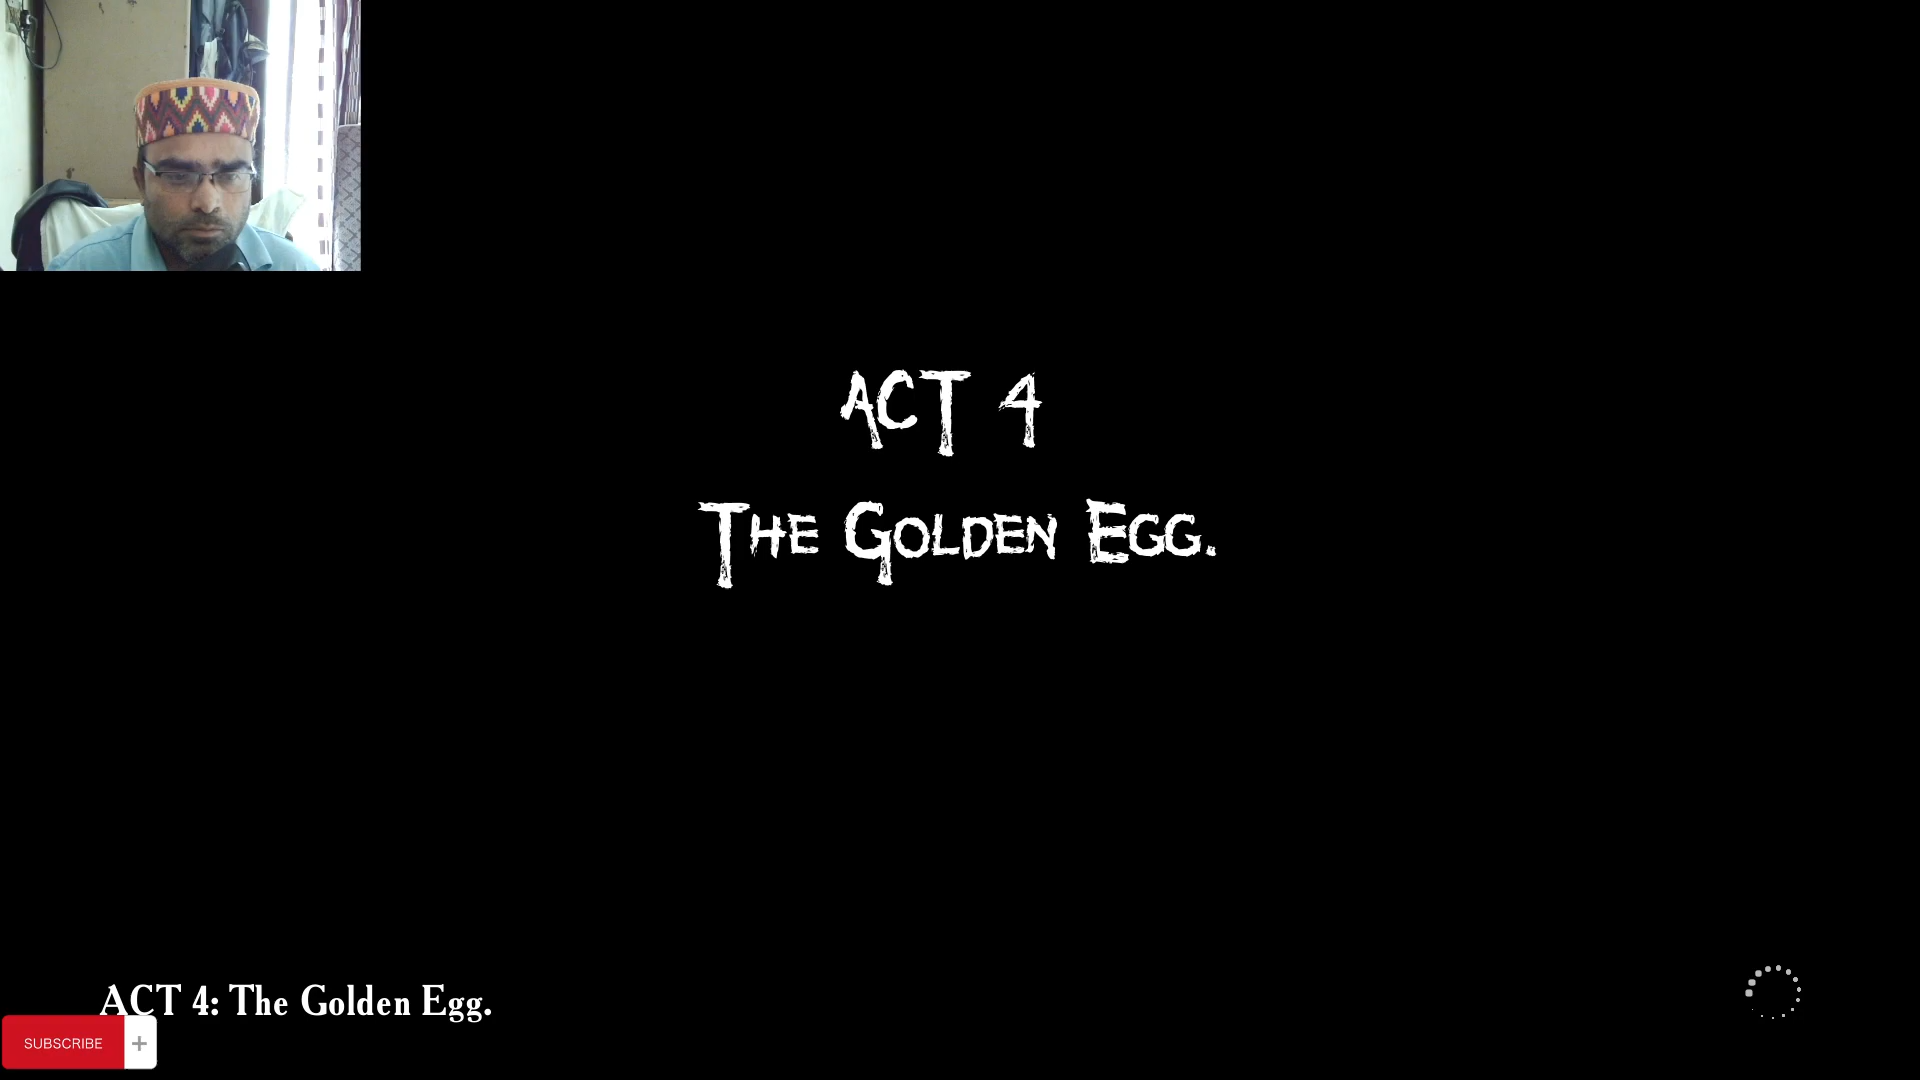 ACT 4
The Golden Egg.
ACT 4: The Golden Egg.
SUBSCRIBE +